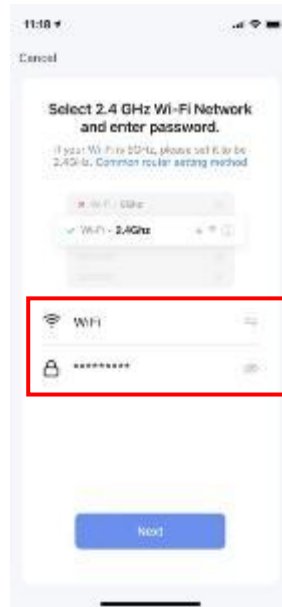 11:18
Cancel
Select 2.4 GHz Wi-Fi Network
and enter password.
If your Wi-Fi is 5GHz, please set it to be
2.4GHz. Common router setting method
Wi-Fi - 5Ghz
Wi-Fi - 2.4Ghz
WiFi
*********
Next